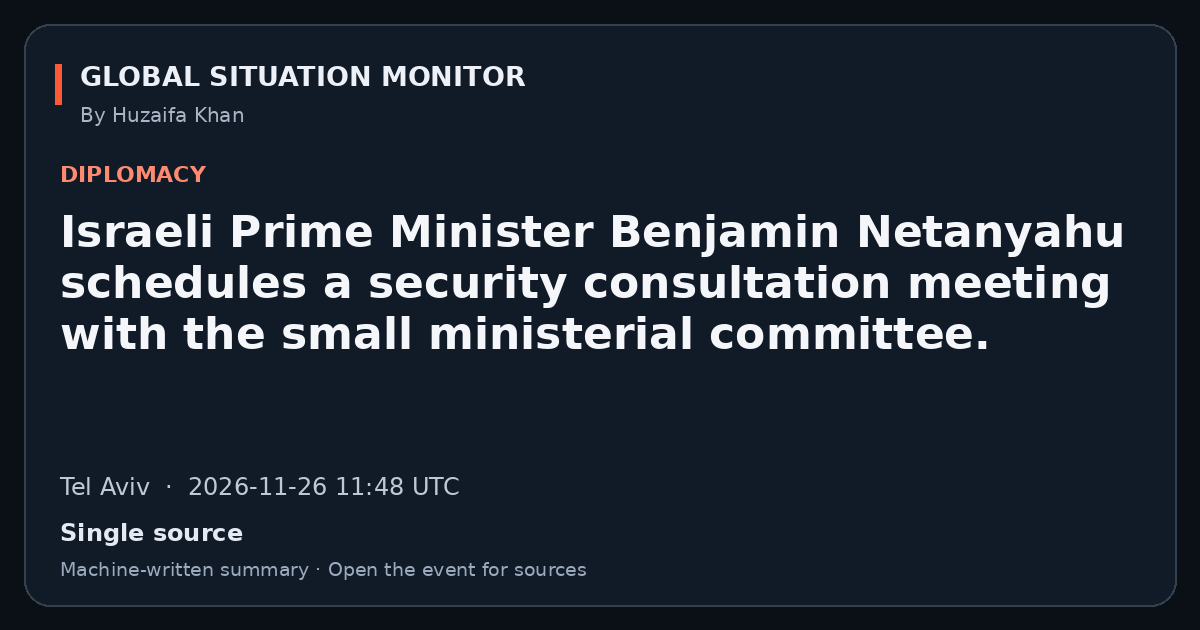 GLOBAL SITUATION MONITOR
By Huzaifa Khan
DIPLOMACY
Israeli Prime Minister Benjamin Netanyahu
schedules a security consultation meeting
with the small ministerial committee.
Tel Aviv · 2026-11-26 11:48 UTC
Single source
Machine-written summary · Open the event for sources